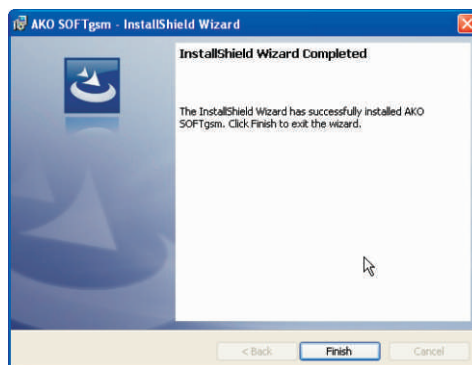 AKO SOFTgsm - InstallShield Wizard
InstallShield Wizard Completed
The InstallShield Wizard has successfully installed AKO
SOFTgsm. Click Finish to exit the wizard.
< Back Finish Cancel